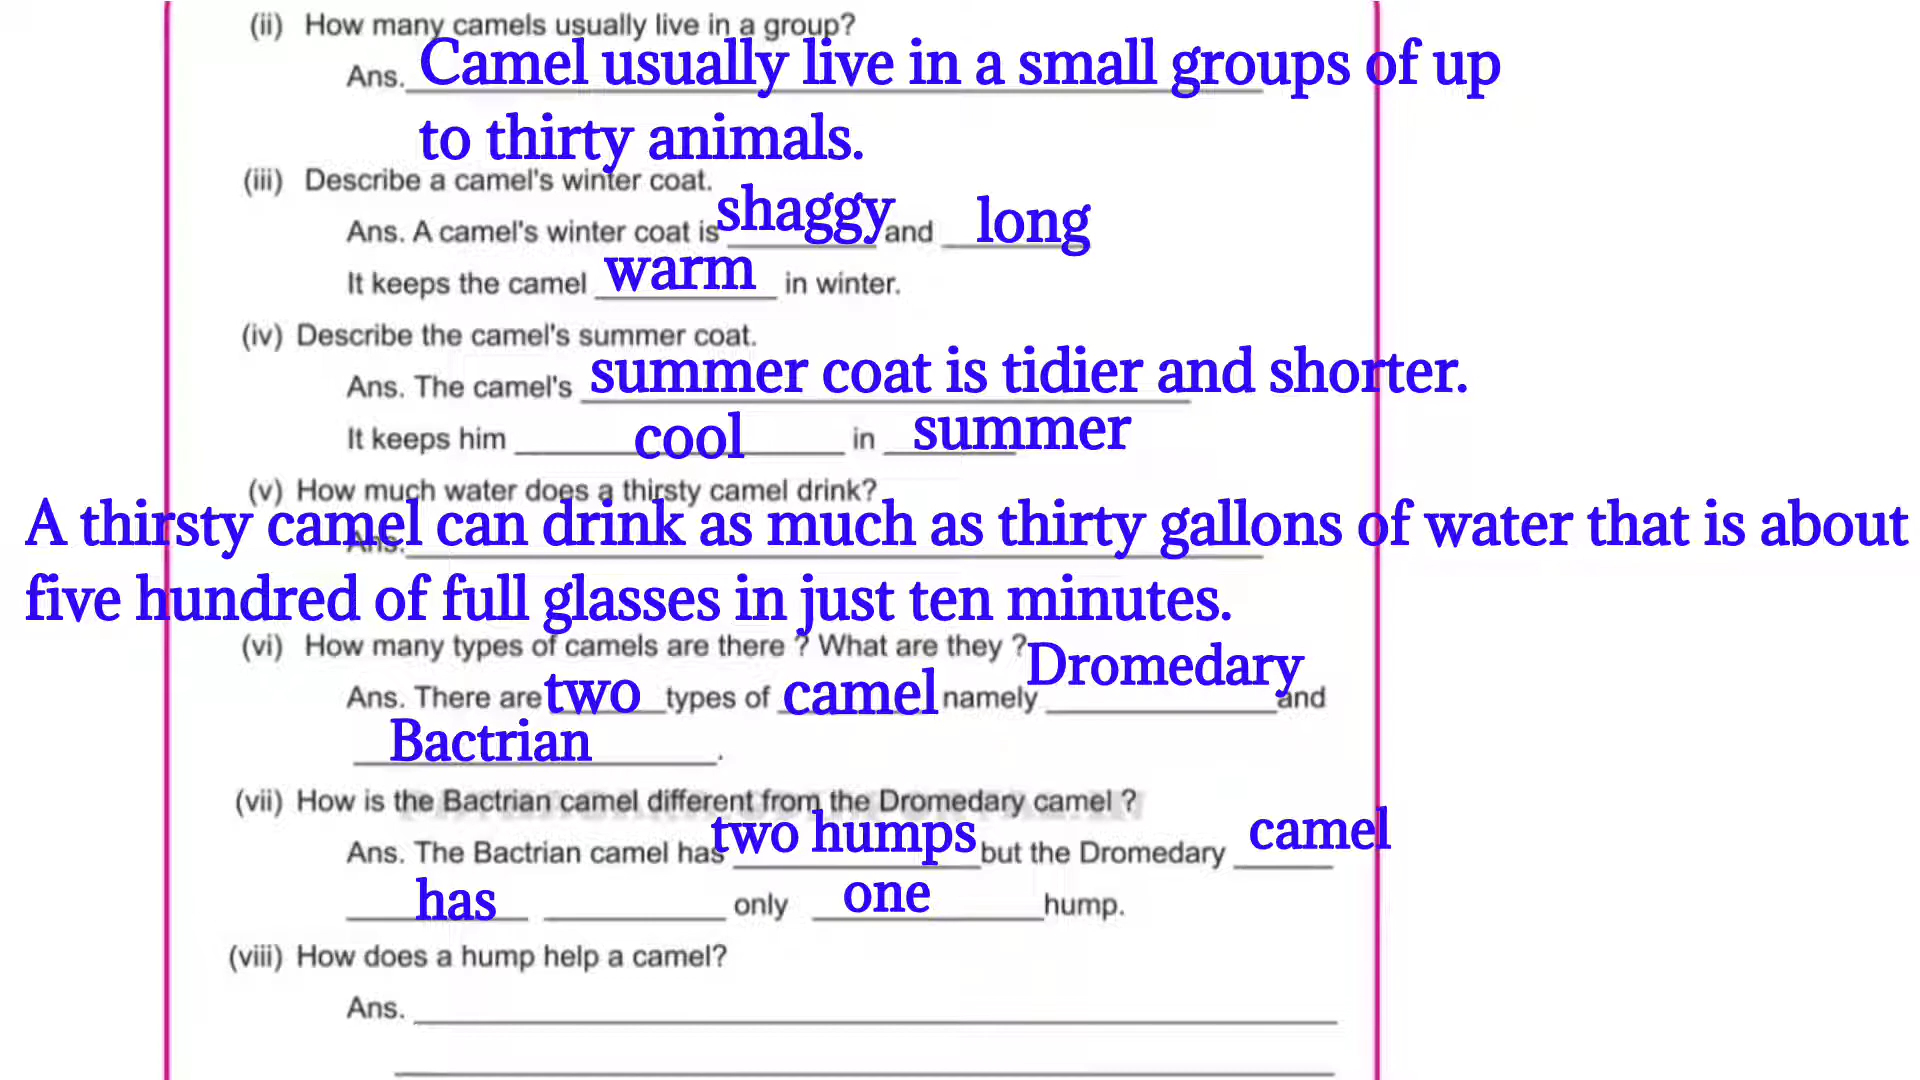 (ii) How many camels usually live in a group?
Ans. Camel usually live in a small groups of up
to thirty animals.
(iii) Describe a camel's winter coat.
Ans. A camel's winter coat is shaggy and long
It keeps the camel warm in winter.
(iv) Describe the camel's summer coat.
Ans. The camel's summer coat is tidier and shorter.
It keeps him cool in summer
(v) How much water does a thirsty camel drink?
Ans. A thirsty camel can drink as much as thirty gallons of water that is about
five hundred of full glasses in just ten minutes.
(vi) How many types of camels are there ? What are they ?
Ans. There are two types of camel namely Dromedary and
Bactrian .
(vii) How is the Bactrian camel different from the Dromedary camel ?
Ans. The Bactrian camel has two humps but the Dromedary camel
has only one hump.
(viii) How does a hump help a camel?
Ans.